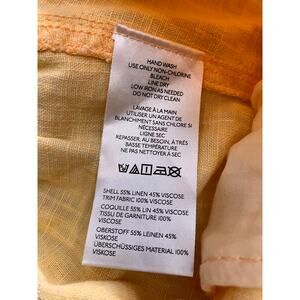 HAND WASH
USE ONLY NON-CHLORINE
BLEACH
LINE DRY
LOW IRON AS NEEDED
DO NOT DRY CLEAN
LAVAGE À LA MAIN
UTILISER UN AGENT DE
BLANCHIMENT SANS CHLORE SI
NÉCESSAIRE
LIGNE SEC
REPASSER, AU BESOIN, À TRÈS
BASSE TEMPÉRATURE
NE PAS NETTOYER À SEC
SHELL 55% LINEN 45% VISCOSE
TRIM FABRIC 100% VISCOSE
COQUILLE 55% LIN 45% VISCOSE
TISSU DE GARNITURE 100%
VISCOSE
OBERSTOFF 55% LEINEN 45%
VISKOSE
ÜBERSCHÜSSIGES MATERIAL 100%
VISKOSE